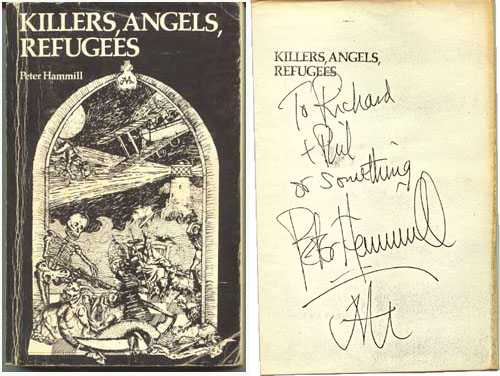 KILLERS, ANGELS,
REFUGEES
Peter Hammill
KILLERS, ANGELS,
REFUGEES
To Richard
+ Phil
or something
Peter Hammill